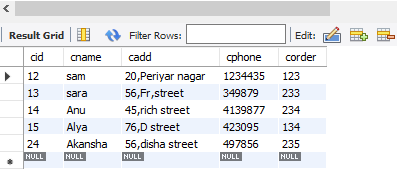 Result Grid Filter Rows: Edit:
cid cname cadd cphone corder
12 sam 20,Periyar nagar 1234435 123
13 sara 56,Fr,street 349879 233
14 Anu 45,rich street 4139877 234
15 Alya 76,D street 423095 134
24 Akansha 56,disha street 497856 235
NULL NULL NULL NULL NULL